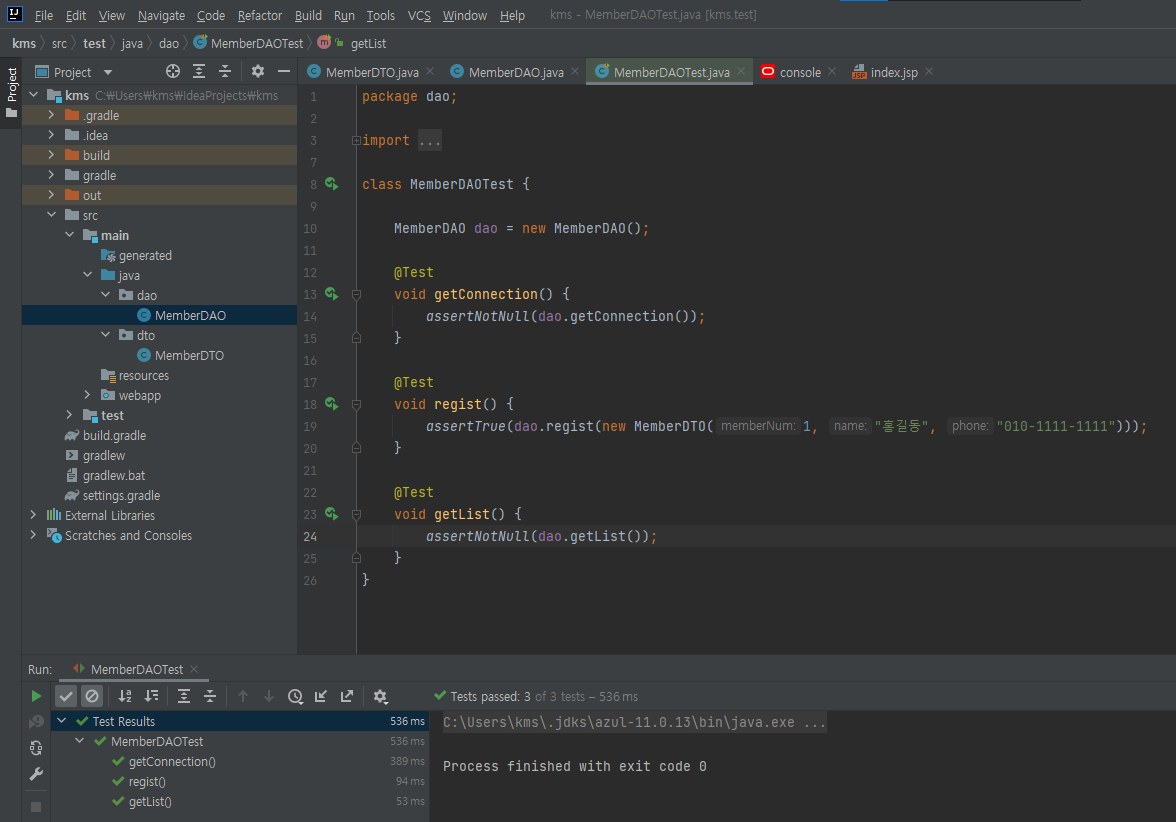 File Edit View Navigate Code Refactor Build Run Tools VCS Window Help kms - MemberDAOTest.java [kms.test]
kms src test java dao MemberDAOTest m getList
Project
Project
MemberDTO.java MemberDAO.java MemberDAOTest.java console index.jsp
kms C:₩Users₩kms₩IdeaProjects₩kms
.gradle
.idea
build
gradle
out
src
main
generated
java
dao
MemberDAO
dto
MemberDTO
resources
webapp
test
build.gradle
gradlew
gradlew.bat
settings.gradle
External Libraries
Scratches and Consoles
1 package dao;
2
3 import ...
7
8 class MemberDAOTest {
9
10 MemberDAO dao = new MemberDAO();
11
12 @Test
13 void getConnection() {
14 assertNotNull(dao.getConnection());
15 }
16
17 @Test
18 void regist() {
19 assertTrue(dao.regist(new MemberDTO( memberNum: 1, name: "홍길동", phone: "010-1111-1111")));
20 }
21
22 @Test
23 void getList() {
24 assertNotNull(dao.getList());
25 }
26 }
Run: MemberDAOTest
Tests passed: 3 of 3 tests – 536 ms
Test Results 536 ms
MemberDAOTest 536 ms
getConnection() 389 ms
regist() 94 ms
getList() 53 ms
C:\Users\kms\.jdks\azul-11.0.13\bin\java.exe ...
Process finished with exit code 0